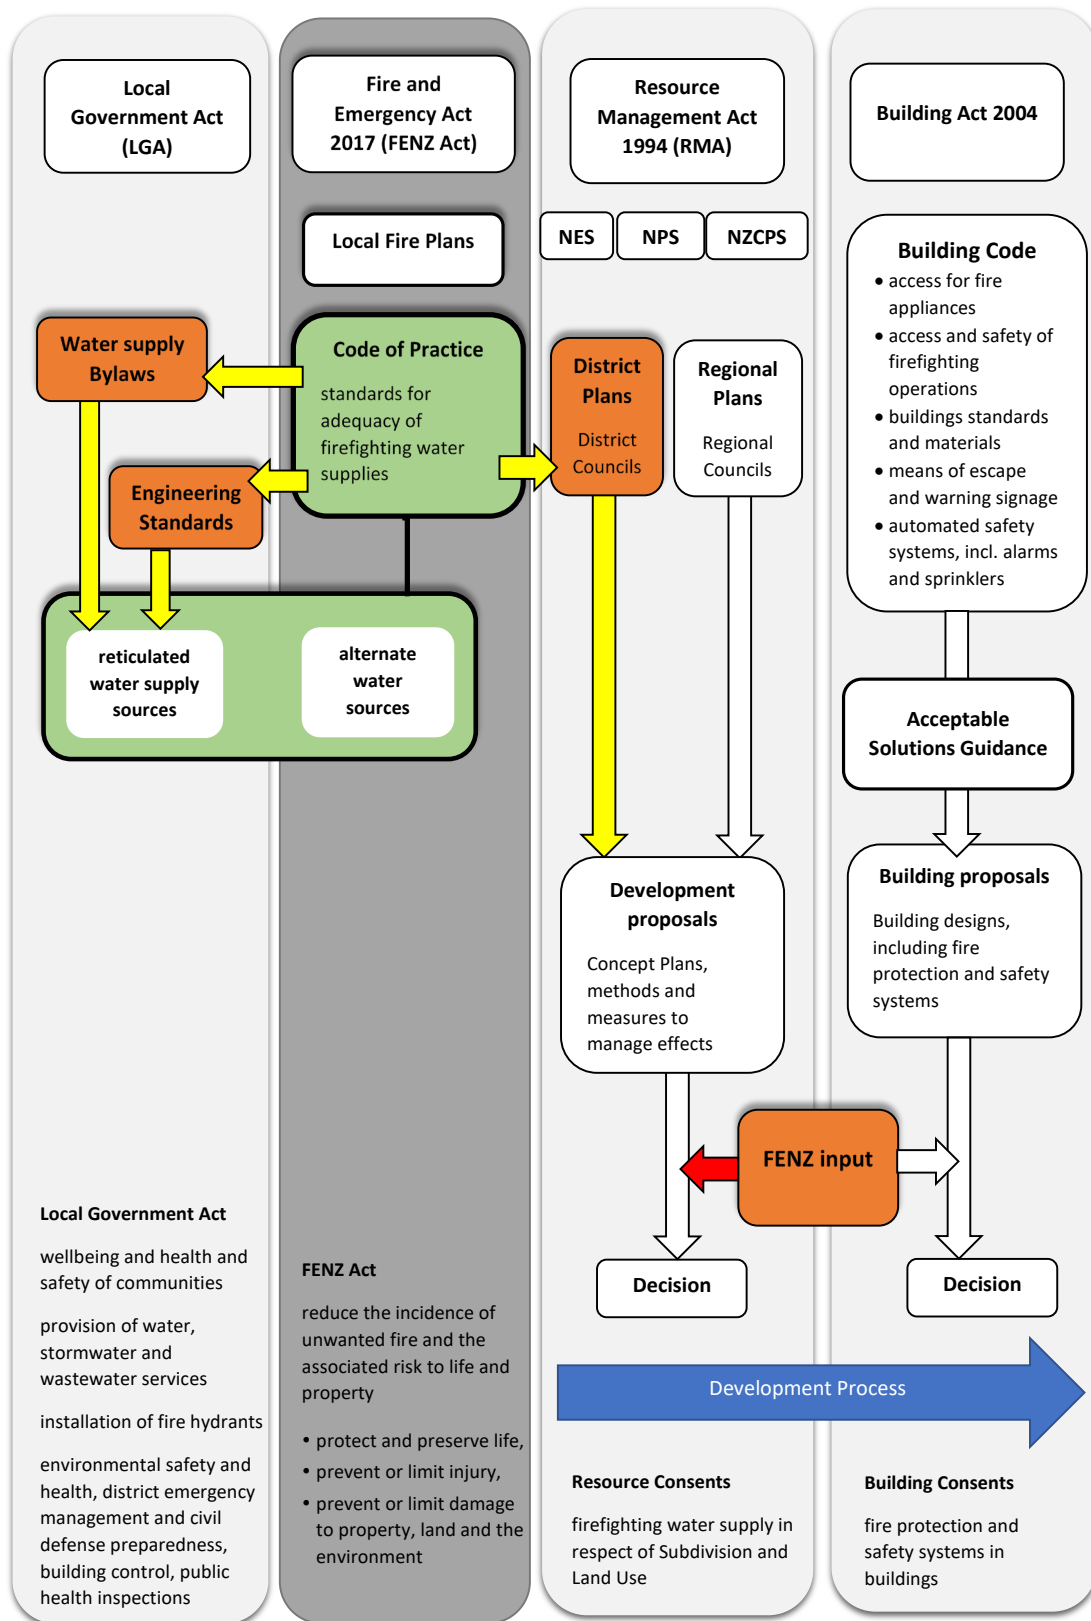 Local
Government Act
(LGA)
Fire and
Emergency Act
2017 (FENZ Act)
Resource
Management Act
1994 (RMA)
Building Act 2004
Local Fire Plans
NES
NPS
NZCPS
Building Code
• access for fire
appliances
• access and safety of
firefighting
operations
• buildings standards
and materials
• means of escape
and warning signage
• automated safety
systems, incl. alarms
and sprinklers
Water supply
Bylaws
Code of Practice
standards for
adequacy of
firefighting water
supplies
District
Plans
District
Councils
Regional
Plans
Regional
Councils
Engineering
Standards
reticulated
water supply
sources
alternate
water
sources
Acceptable
Solutions Guidance
Development
proposals
Concept Plans,
methods and
measures to
manage effects
Building proposals
Building designs,
including fire
protection and safety
systems
FENZ input
Decision
Decision
Local Government Act
wellbeing and health and
safety of communities
provision of water,
stormwater and
wastewater services
installation of fire hydrants
environmental safety and
health, district emergency
management and civil
defense preparedness,
building control, public
health inspections
FENZ Act
reduce the incidence of
unwanted fire and the
associated risk to life and
property
• protect and preserve life,
• prevent or limit injury,
• prevent or limit damage
to property, land and the
environment
Development Process
Resource Consents
firefighting water supply in
respect of Subdivision and
Land Use
Building Consents
fire protection and
safety systems in
buildings